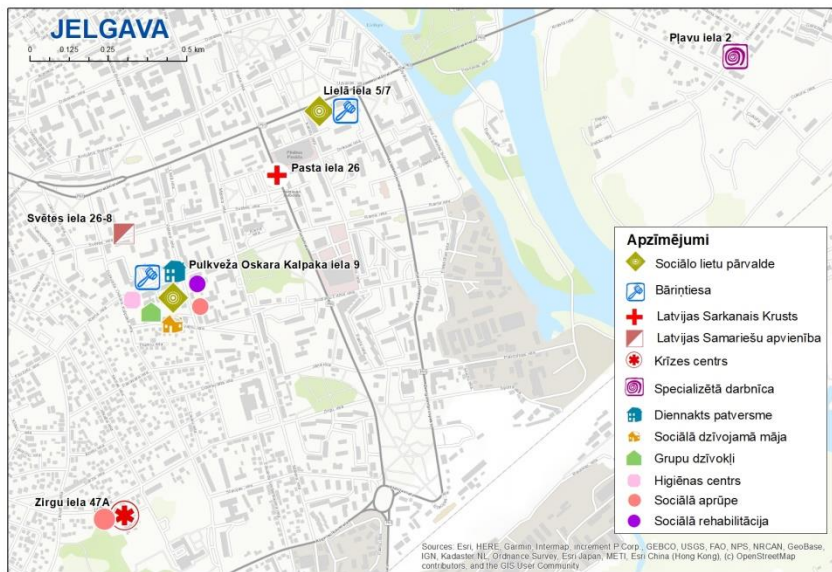 JELGAVA
0 0.125 0.25 0.5 km
Pļavu iela 2
Lielā iela 5/7
Pasta iela 26
Svētes iela 26-8
Pulkveža Oskara Kalpaka iela 9
Zirgu iela 47A
Apzīmējumi
Sociālo lietu pārvalde
Bāriņtiesa
Latvijas Sarkanais Krusts
Latvijas Samariešu apvienība
Krīzes centrs
Specializētā darbnīca
Diennakts patversme
Sociālā dzīvojamā māja
Grupu dzīvokļi
Higiēnas centrs
Sociālā aprūpe
Sociālā rehabilitācija
Sources: Esri, HERE, Garmin, Intermap, increment P Corp., GEBCO, USGS, FAO, NPS, NRCAN, GeoBase,
IGN, Kadaster NL, Ordnance Survey, Esri Japan, METI, Esri China (Hong Kong), (c) OpenStreetMap
contributors, and the GIS User Community